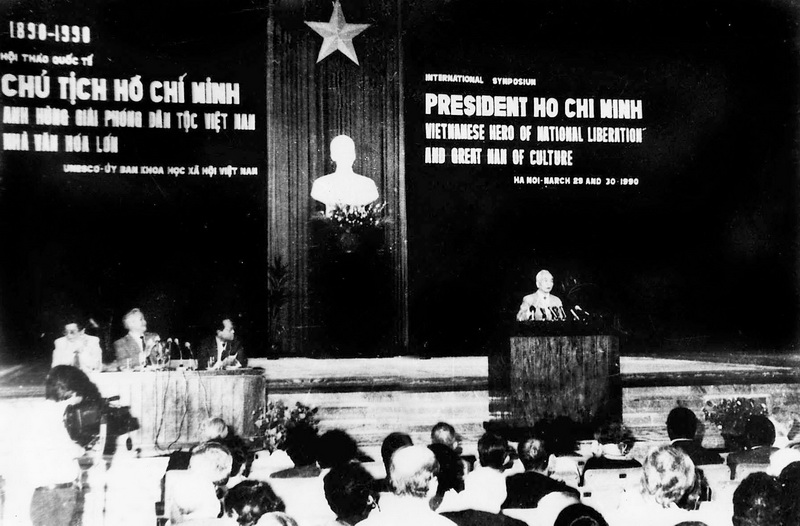 1890-1990
HỘI THẢO QUỐC TẾ
CHỦ TỊCH HỒ CHÍ MINH
ANH HÙNG GIẢI PHÓNG DÂN TỘC VIỆT NAM
NHÀ VĂN HÓA LỚN
UNESCO-ỦY BAN KHOA HỌC XÃ HỘI VIỆT NAM
INTERNATIONAL SYMPOSIUM
PRESIDENT HO CHI MINH
VIETNAMESE HERO OF NATIONAL LIBERATION
AND GREAT MAN OF CULTURE
HA NOI-MARCH 29 AND 30-1990